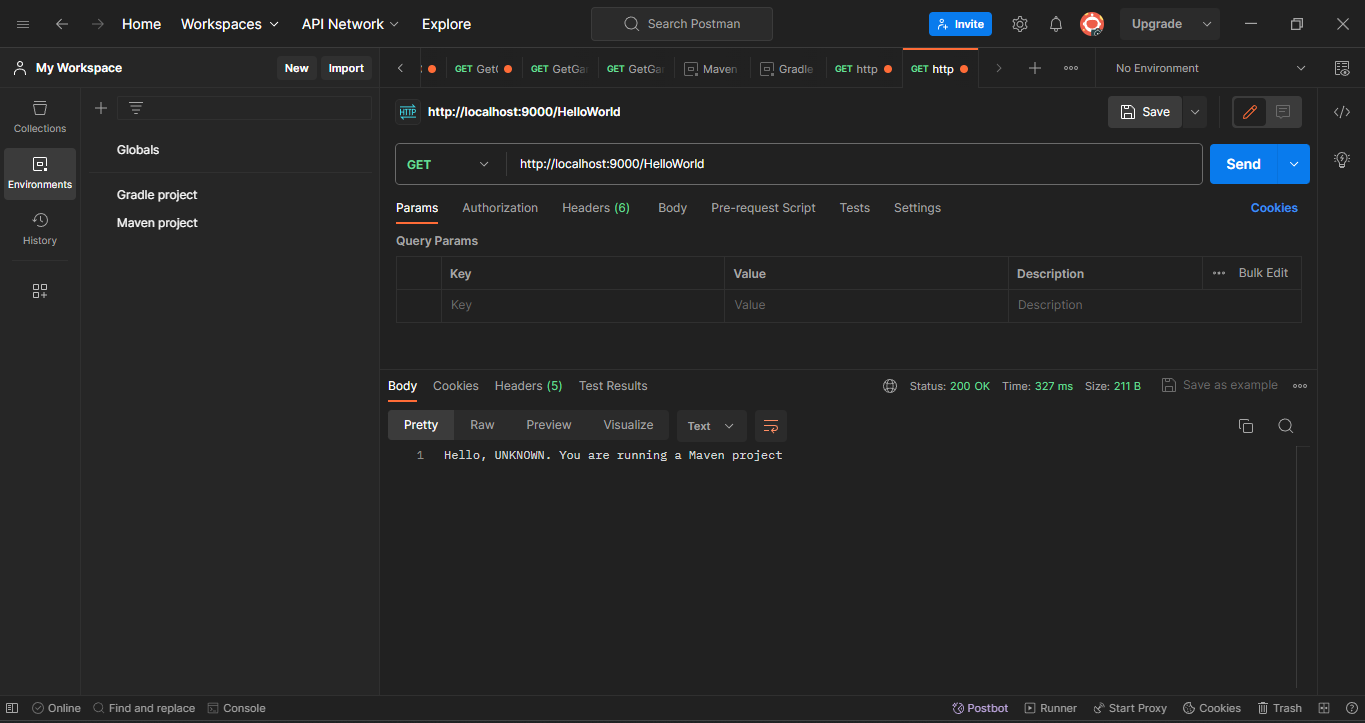 Home Workspaces API Network Explore Search Postman Invite Upgrade
My Workspace New Import GET GetG GET GetGa GET GetGa Maven Gradle GET http GET http No Environment
Collections
Environments
History
Globals
Gradle project
Maven project
HTTP http://localhost:9000/HelloWorld Save
GET http://localhost:9000/HelloWorld Send
Params Authorization Headers (6) Body Pre-request Script Tests Settings Cookies
Query Params
Key Value Description Bulk Edit
Key Value Description
Body Cookies Headers (5) Test Results Status: 200 OK Time: 327 ms Size: 211 B Save as example
Pretty Raw Preview Visualize Text
1 Hello, UNKNOWN. You are running a Maven project
Online Find and replace Console Postbot Runner Start Proxy Cookies Trash